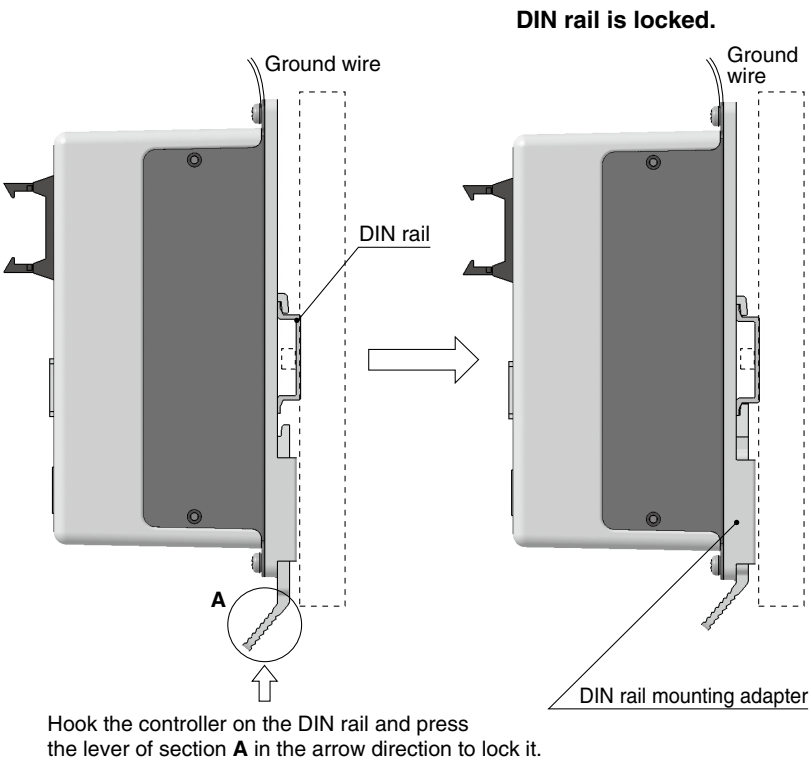 DIN rail is locked.
Ground wire
Ground
wire
DIN rail
A
DIN rail mounting adapter
Hook the controller on the DIN rail and press
the lever of section A in the arrow direction to lock it.